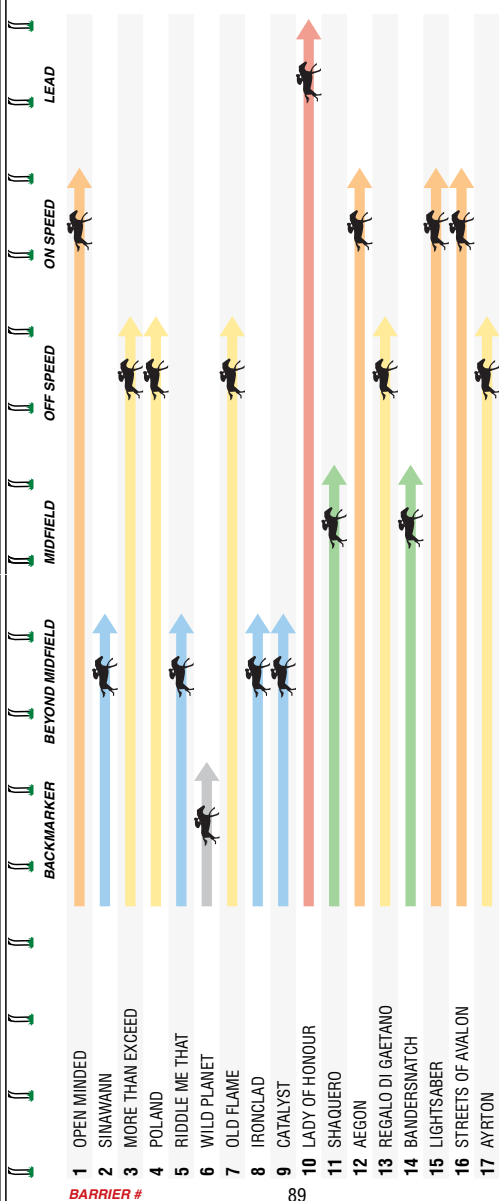 BACKMARKER BEYOND MIDFIELD MIDFIELD OFF SPEED ON SPEED LEAD
1 OPEN MINDED
2 SINAWANN
3 MORE THAN EXCEED
4 POLAND
5 RIDDLE ME THAT
6 WILD PLANET
7 OLD FLAME
8 IRONCLAD
9 CATALYST
10 LADY OF HONOUR
11 SHAQUERO
12 AEGON
13 REGALO DI GAETANO
14 BANDERSNATCH
15 LIGHTSABER
16 STREETS OF AVALON
17 AYRTON
BARRIER #
89